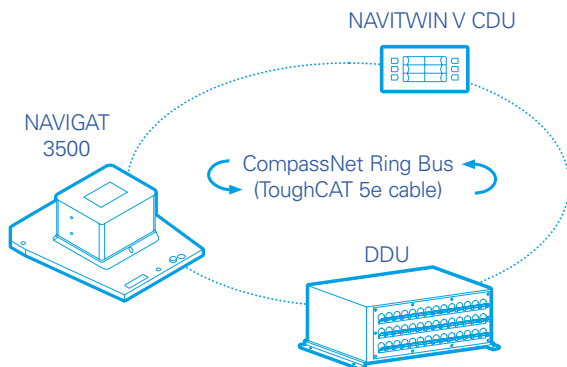 NAVITWIN V CDU
NAVIGAT
3500
CompassNet Ring Bus
(ToughCAT 5e cable)
DDU